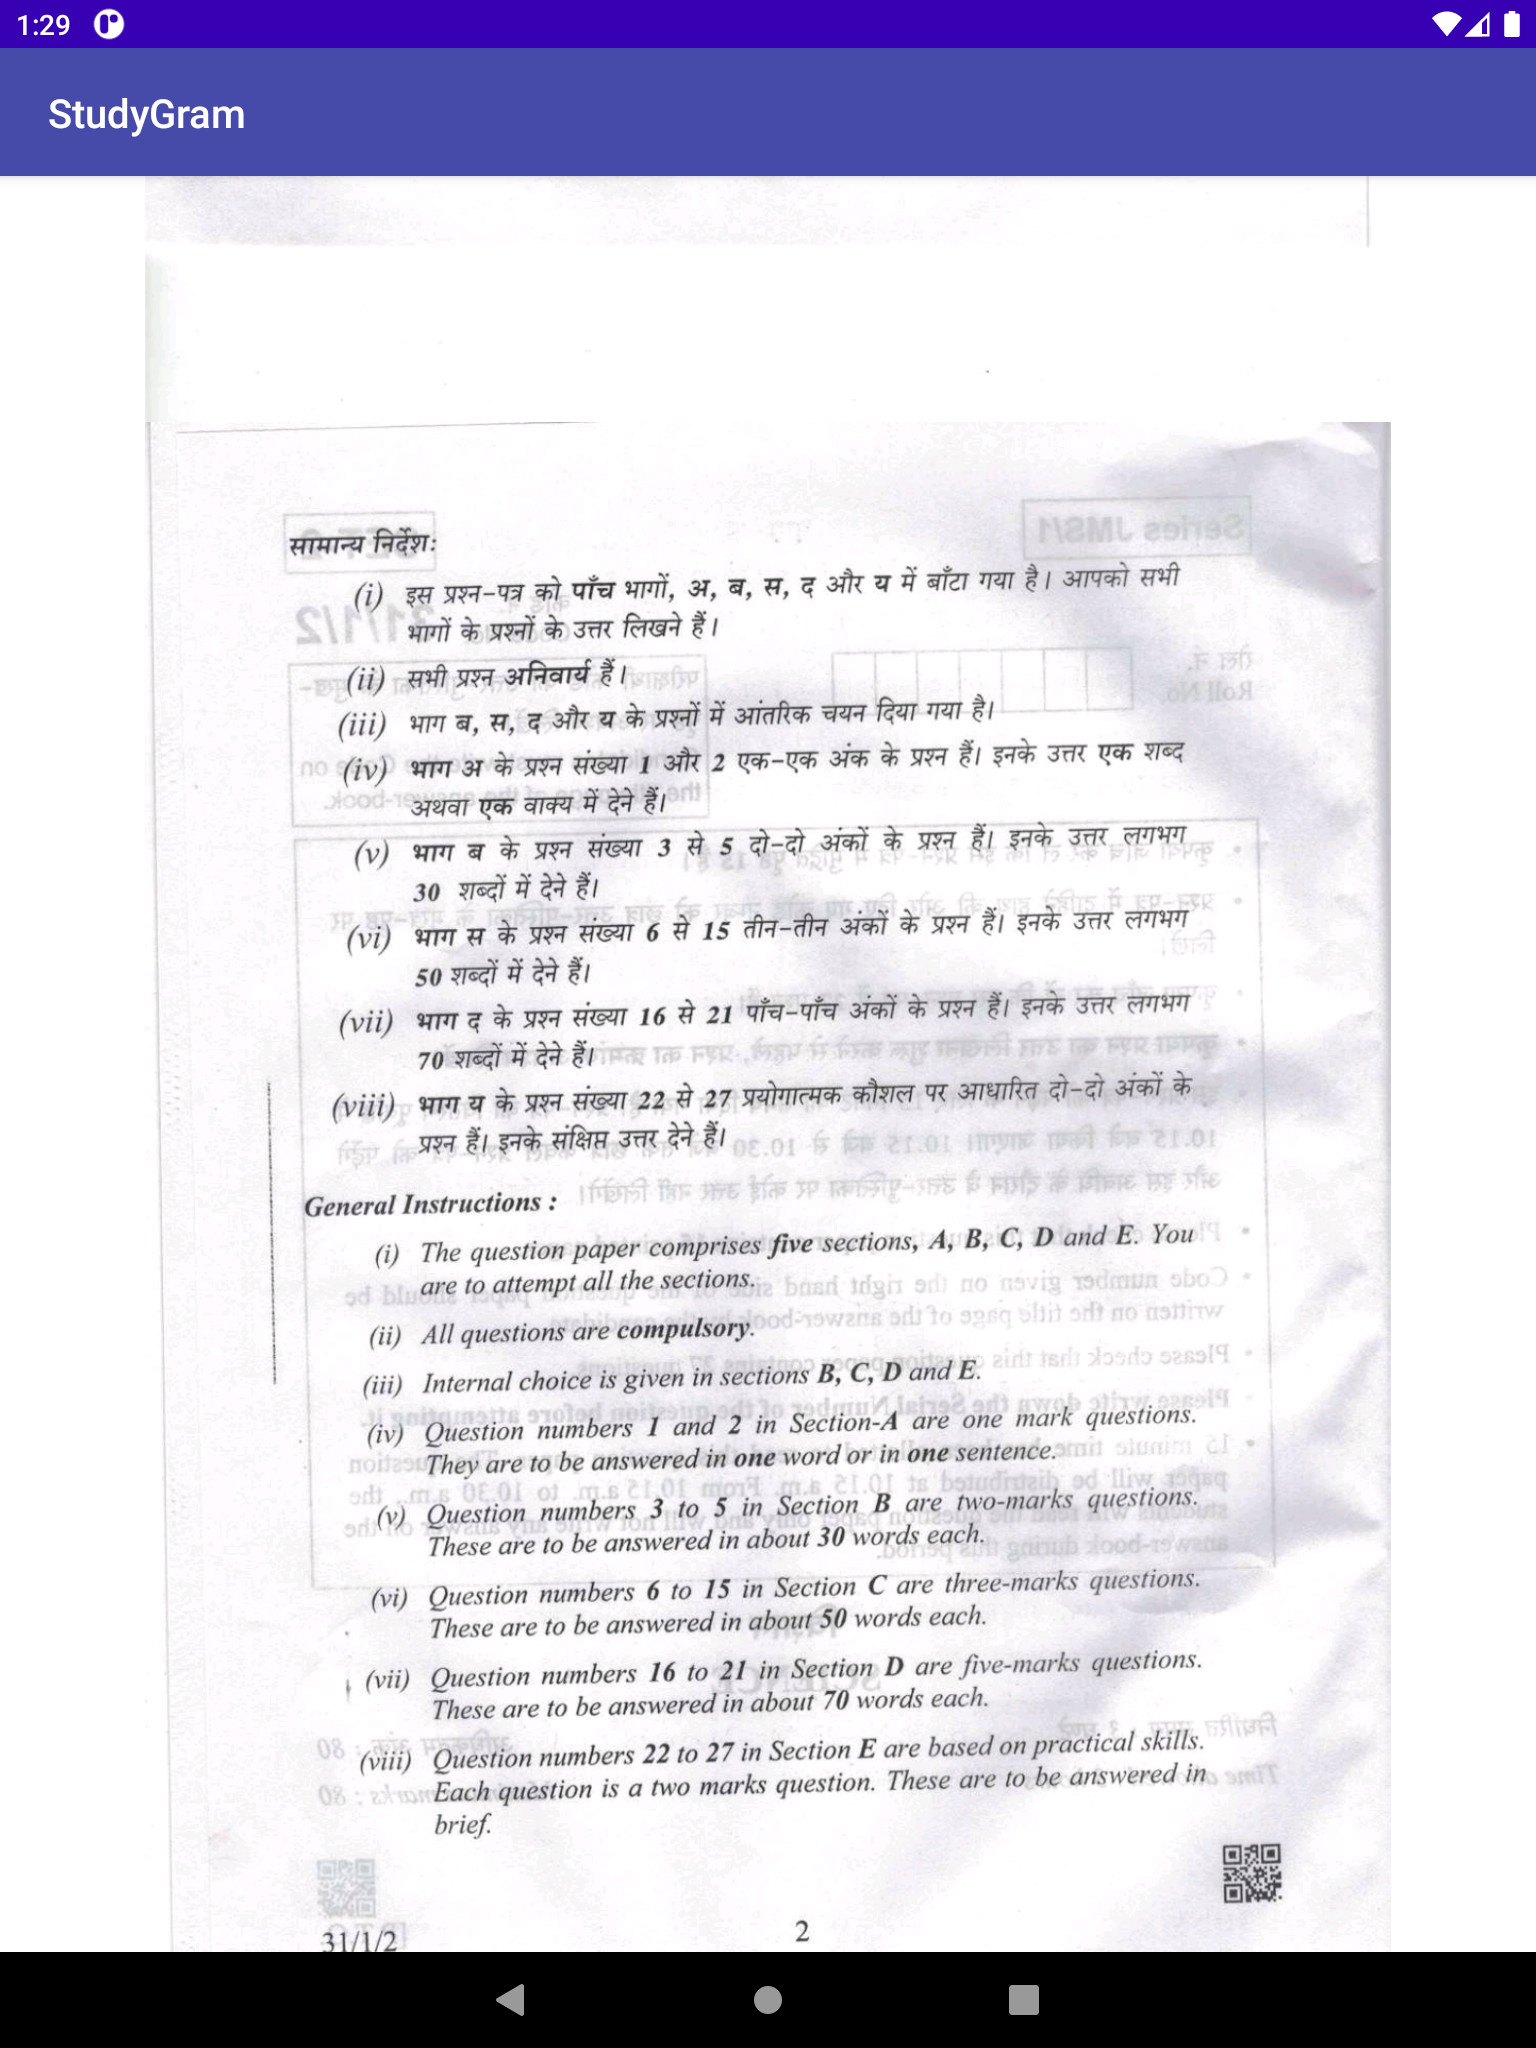 1:29
StudyGram
सामान्य निर्देशः
(i) इस प्रश्न-पत्र को पाँच भागों, अ, ब, स, द और य में बाँटा गया है। आपको सभी
भागों के प्रश्नों के उत्तर लिखने हैं।
(ii) सभी प्रश्न अनिवार्य हैं।
(iii) भाग ब, स, द और य के प्रश्नों में आंतरिक चयन दिया गया है।
(iv) भाग अ के प्रश्न संख्या 1 और 2 एक-एक अंक के प्रश्न हैं। इनके उत्तर एक शब्द
अथवा एक वाक्य में देने हैं।
(v) भाग ब के प्रश्न संख्या 3 से 5 दो-दो अंकों के प्रश्न हैं। इनके उत्तर लगभग
30 शब्दों में देने हैं।
(vi) भाग स के प्रश्न संख्या 6 से 15 तीन-तीन अंकों के प्रश्न हैं। इनके उत्तर लगभग
50 शब्दों में देने हैं।
(vii) भाग द के प्रश्न संख्या 16 से 21 पाँच-पाँच अंकों के प्रश्न हैं। इनके उत्तर लगभग
70 शब्दों में देने हैं।
(viii) भाग य के प्रश्न संख्या 22 से 27 प्रयोगात्मक कौशल पर आधारित दो-दो अंकों के
प्रश्न हैं। इनके संक्षिप्त उत्तर देने हैं।
General Instructions :
(i) The question paper comprises five sections, A, B, C, D and E. You
are to attempt all the sections.
(ii) All questions are compulsory.
(iii) Internal choice is given in sections B, C, D and E.
(iv) Question numbers 1 and 2 in Section-A are one mark questions.
They are to be answered in one word or in one sentence.
(v) Question numbers 3 to 5 in Section B are two-marks questions.
These are to be answered in about 30 words each.
(vi) Question numbers 6 to 15 in Section C are three-marks questions.
These are to be answered in about 50 words each.
(vii) Question numbers 16 to 21 in Section D are five-marks questions.
These are to be answered in about 70 words each.
(viii) Question numbers 22 to 27 in Section E are based on practical skills.
Each question is a two marks question. These are to be answered in
brief.
31/1/2
2